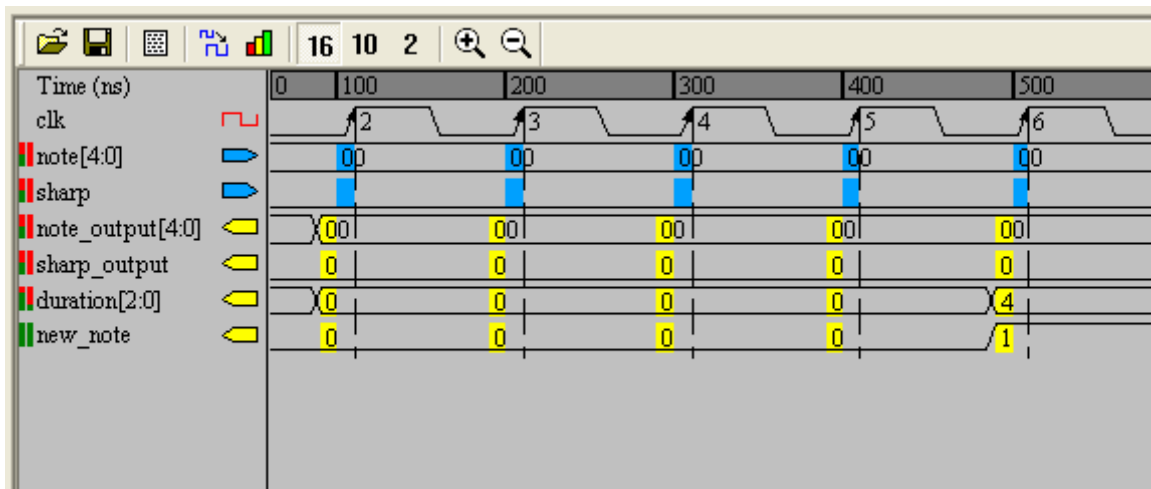 16 10 2
Time (ns) 0 100 200 300 400 500
clk 2 3 4 5 6
note[4:0] 00 00 00 00 00
sharp
note_output[4:0] 00 00 00 00 00
sharp_output 0 0 0 0 0
duration[2:0] 0 0 0 0 4
new_note 0 0 0 0 1